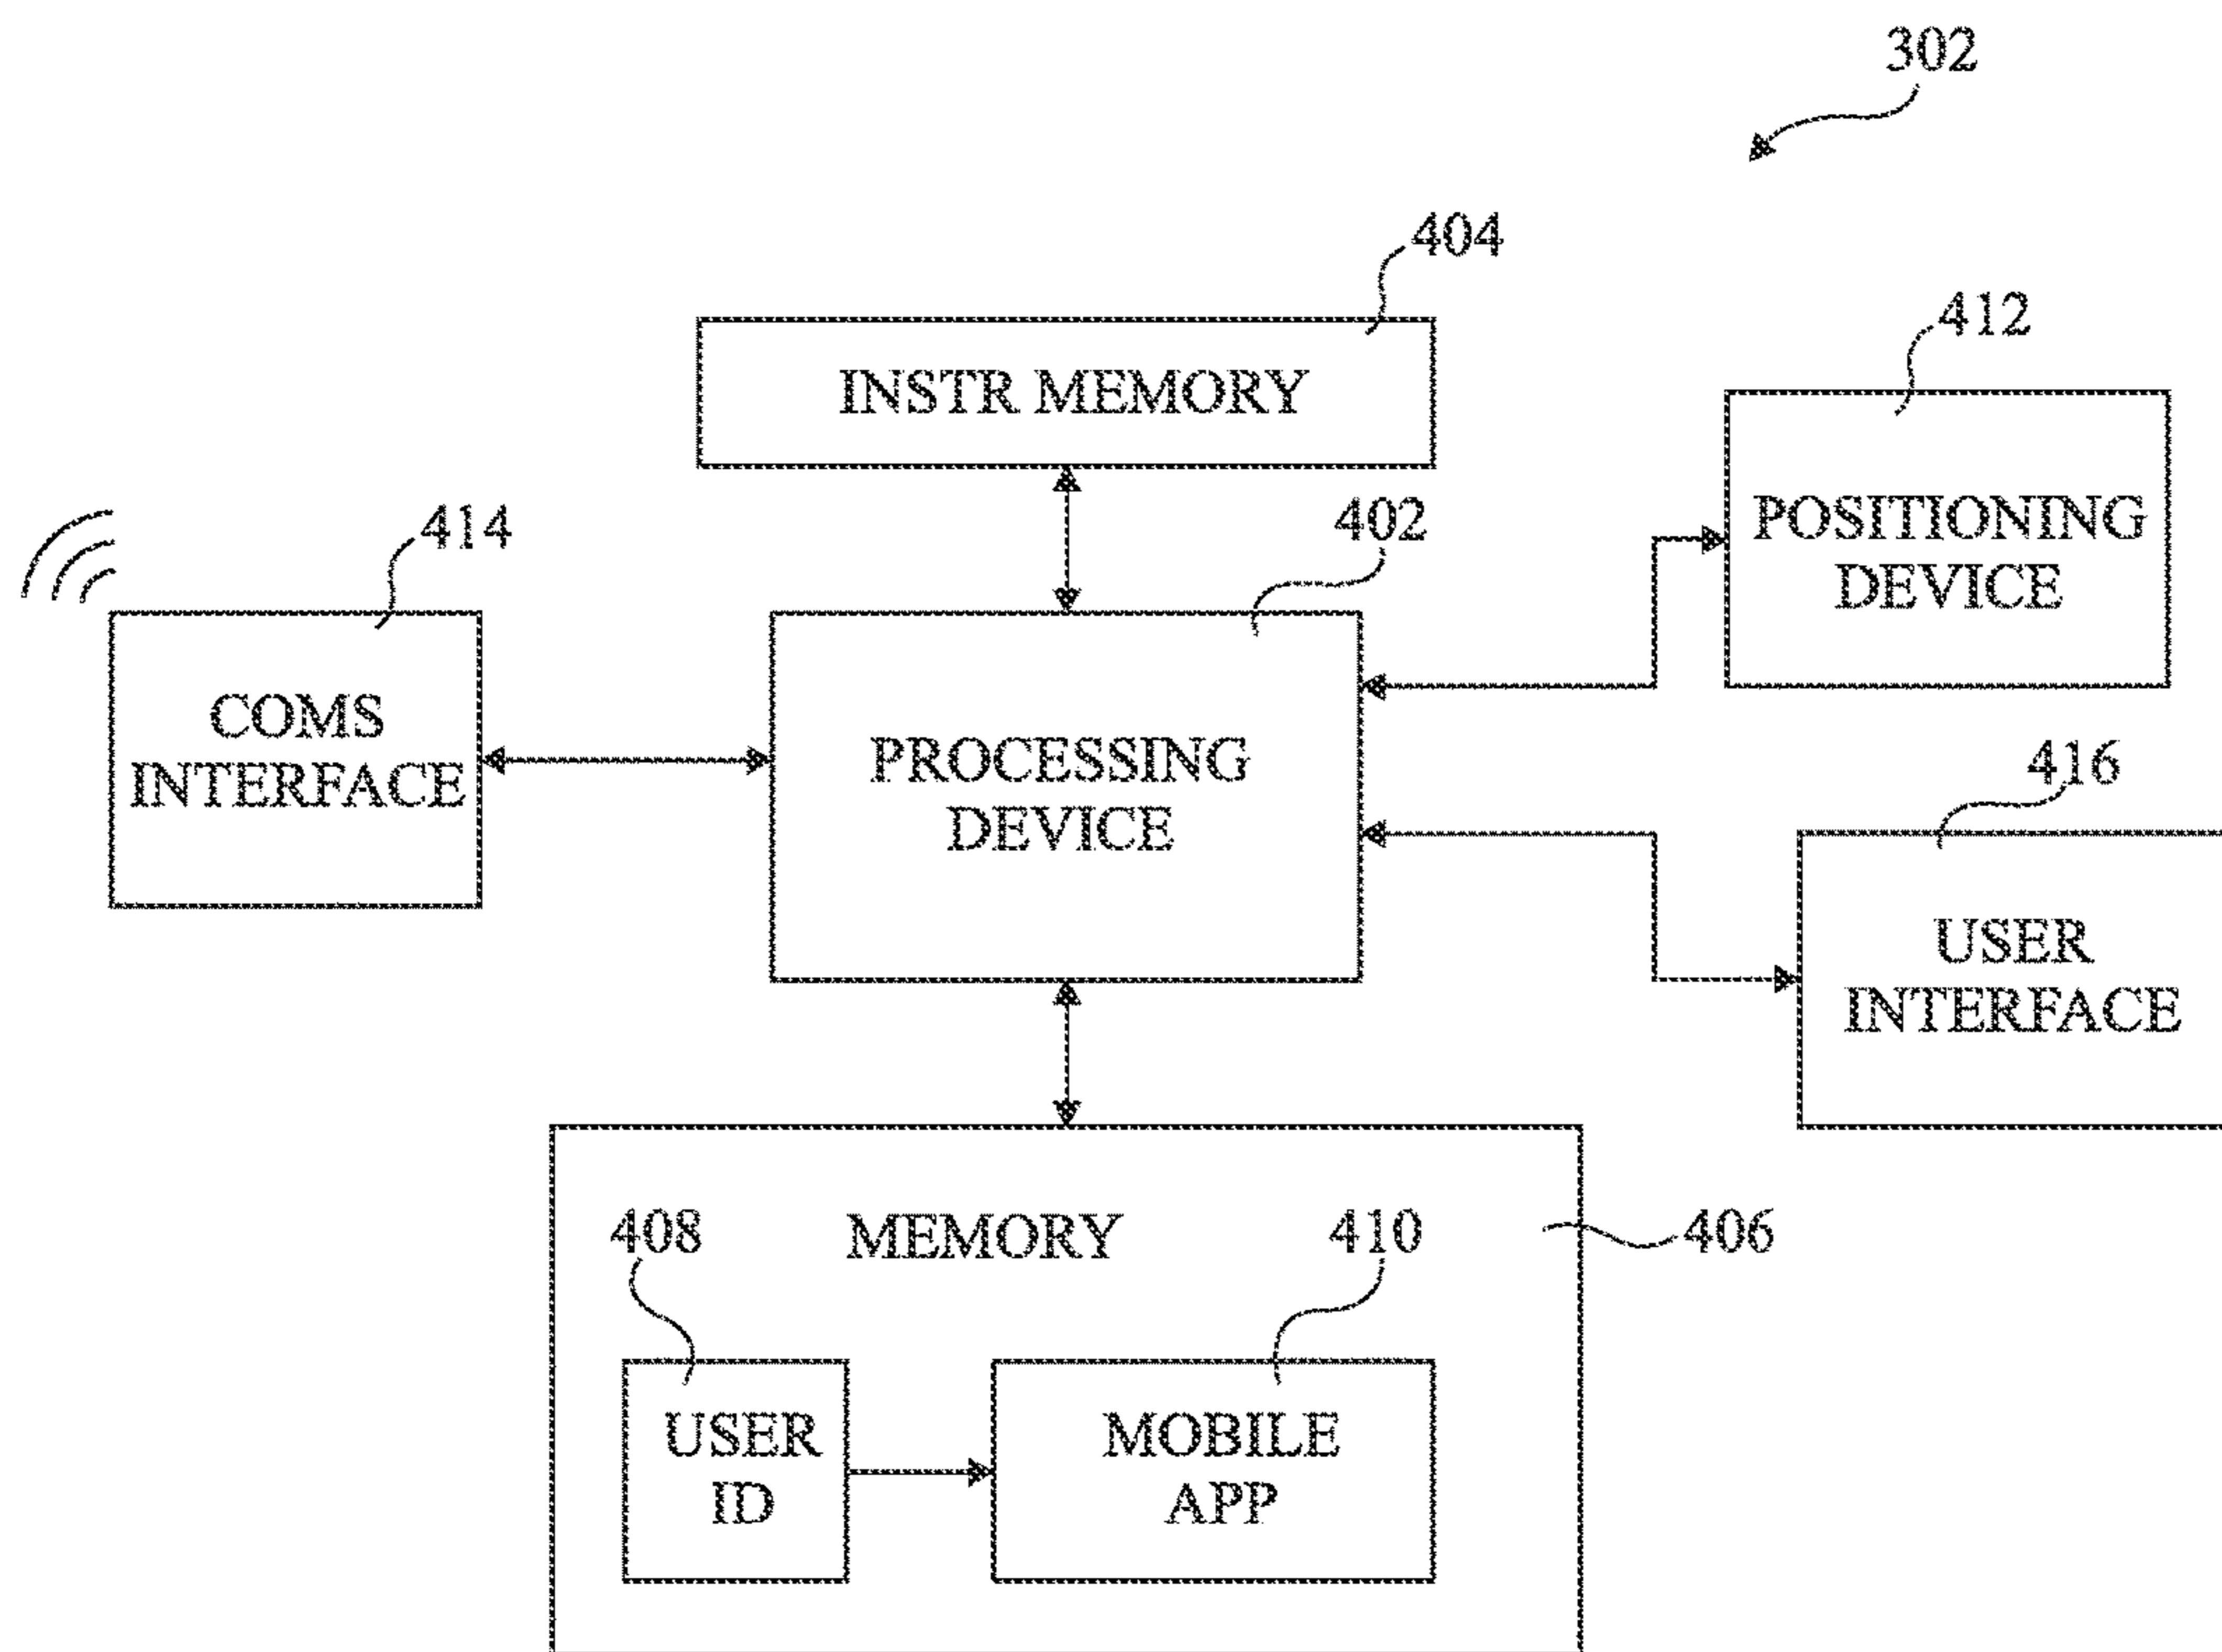 302
404
INSTR MEMORY
412
POSITIONING
DEVICE
414
402
COMS
INTERFACE
PROCESSING
DEVICE
416
USER
INTERFACE
408
MEMORY
410
406
USER
ID
MOBILE
APP